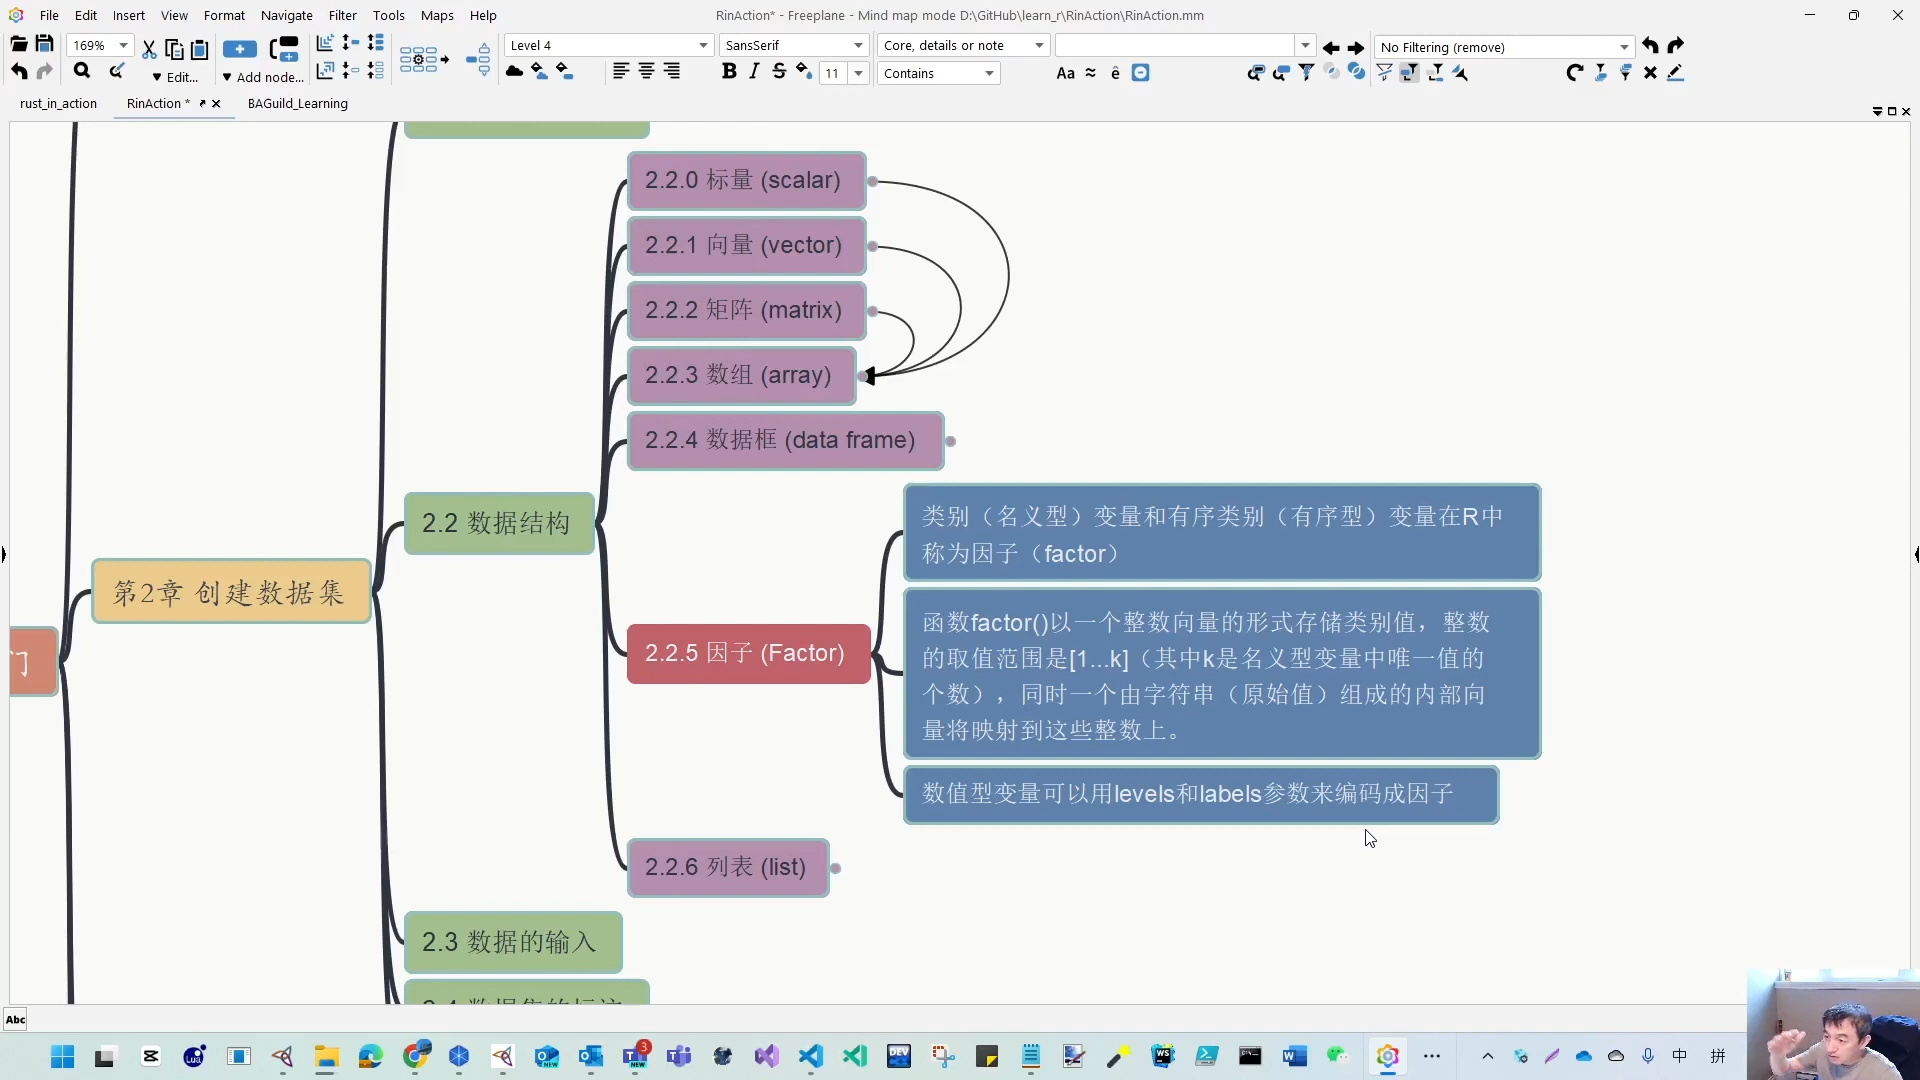 File Edit Insert View Format Navigate Filter Tools Maps Help
RinAction* - Freeplane - Mind map mode D:\GitHub\learn_r\RinAction\RinAction.mm
169%
Level 4
SansSerif
Core, details or note
No Filtering (remove)
Edit...
Add node...
B I S
11
Contains
Aa ≈ ê
rust_in_action
RinAction *
BAGuild_Learning
2.2.0 标量 (scalar)
2.2.1 向量 (vector)
2.2.2 矩阵 (matrix)
2.2.3 数组 (array)
2.2.4 数据框 (data frame)
2.2 数据结构
类别（名义型）变量和有序类别（有序型）变量在R中
称为因子（factor）
第2章 创建数据集
函数factor()以一个整数向量的形式存储类别值，整数
的取值范围是[1...k]（其中k是名义型变量中唯一值的
个数），同时一个由字符串（原始值）组成的内部向
量将映射到这些整数上。
2.2.5 因子 (Factor)
门
数值型变量可以用levels和labels参数来编码成因子
2.2.6 列表 (list)
2.3 数据的输入
Abc
Lua
NEW
3
NEW
DEV
WS
中
拼